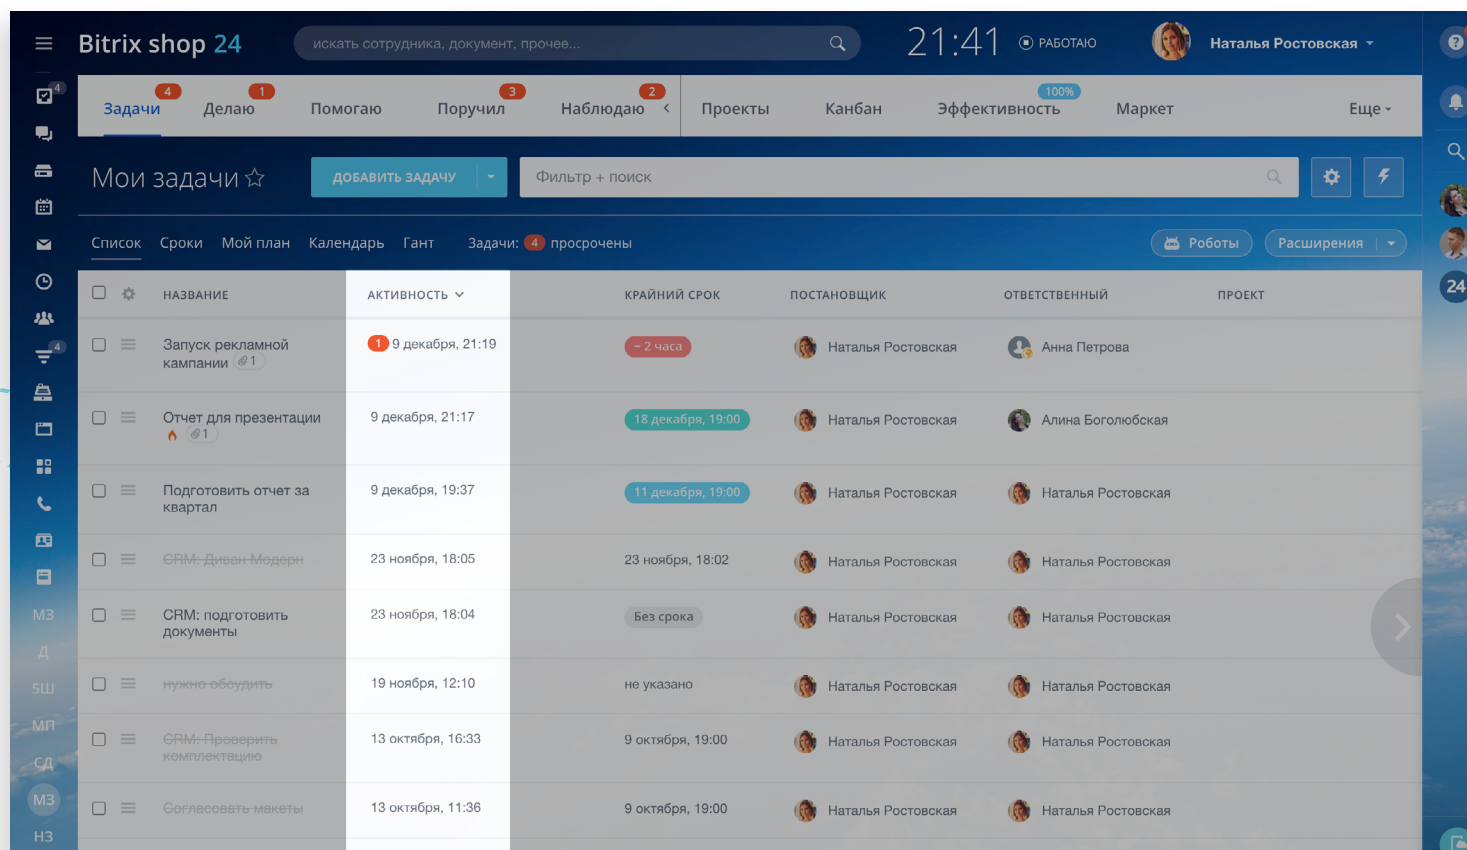 Bitrix shop 24
искать сотрудника, документ, прочее...
21:41
РАБОТАЮ
Наталья Ростовская
?
4
4
1
3
2
100%
Задачи
Делаю
Помогаю
Поручил
Наблюдаю
Проекты
Канбан
Эффективность
Маркет
Еще
Мои задачи
ДОБАВИТЬ ЗАДАЧУ
Фильтр + поиск
Список
Сроки
Мой план
Календарь
Гант
Задачи: 4 просрочены
Роботы
Расширения
24
НАЗВАНИЕ
АКТИВНОСТЬ
КРАЙНИЙ СРОК
ПОСТАНОВЩИК
ОТВЕТСТВЕННЫЙ
ПРОЕКТ
4
Запуск рекламной
кампании 1
1 9 декабря, 21:19
− 2 часа
Наталья Ростовская
Анна Петрова
Отчет для презентации
1
9 декабря, 21:17
18 декабря, 19:00
Наталья Ростовская
Алина Боголюбская
Подготовить отчет за
квартал
9 декабря, 19:37
11 декабря, 19:00
Наталья Ростовская
Наталья Ростовская
CRM: Диван Модерн
23 ноября, 18:05
23 ноября, 18:02
Наталья Ростовская
Наталья Ростовская
CRM: подготовить
документы
23 ноября, 18:04
Без срока
Наталья Ростовская
Наталья Ростовская
нужно обсудить
19 ноября, 12:10
не указано
Наталья Ростовская
Наталья Ростовская
CRM: Проверить
комплектацию
13 октября, 16:33
9 октября, 19:00
Наталья Ростовская
Наталья Ростовская
Согласовать макеты
13 октября, 11:36
9 октября, 19:00
Наталья Ростовская
Наталья Ростовская
МЗ
Д
5Ш
МП
СД
МЗ
НЗ